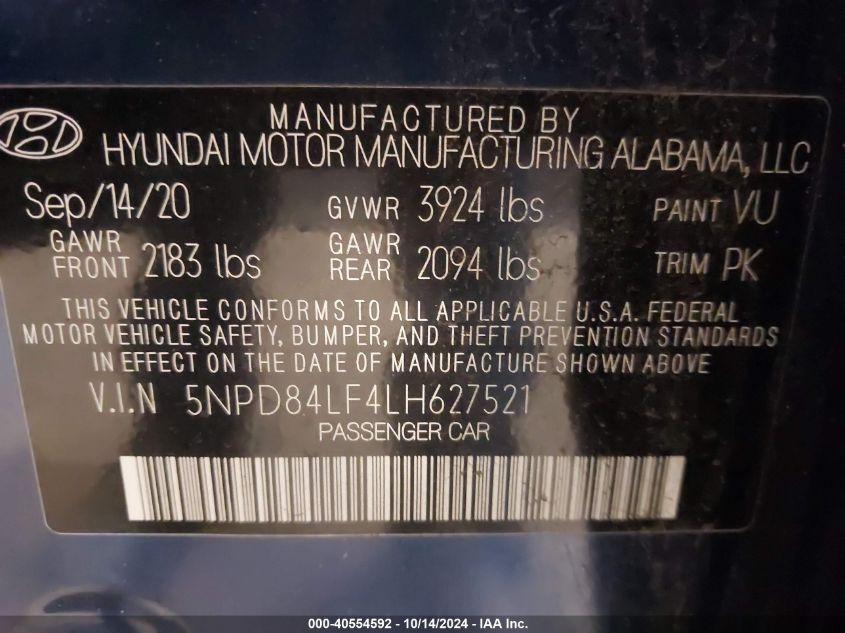 MANUFACTURED BY
HYUNDAI MOTOR MANUFACTURING ALABAMA, LLC
Sep/14/20 GVWR 3924 lbs PAINT VU
GAWR FRONT 2183 lbs GAWR REAR 2094 lbs TRIM PK
THIS VEHICLE CONFORMS TO ALL APPLICABLE U.S.A. FEDERAL
MOTOR VEHICLE SAFETY, BUMPER, AND THEFT PREVENTION STANDARDS
IN EFFECT ON THE DATE OF MANUFACTURE SHOWN ABOVE
V.I.N 5NPD84LF4LH627521
PASSENGER CAR
000-40554592 - 10/14/2024 - IAA Inc.